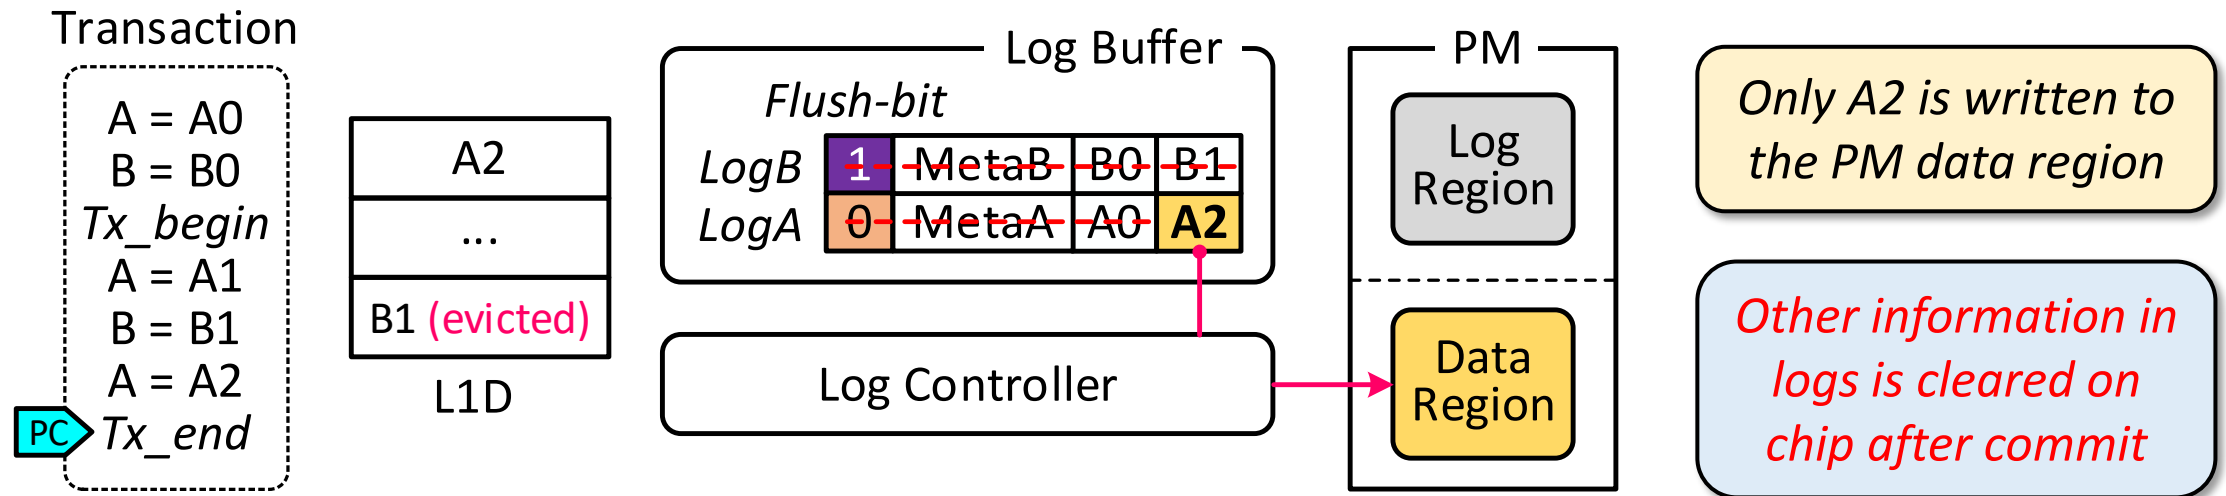 Transaction
A = A0
B = B0
Tx_begin
A = A1
B = B1
A = A2
PC Tx_end
A2
...
B1 (evicted)
L1D
Log Buffer
Flush-bit
LogB 1 MetaB B0 B1
LogA 0 MetaA A0 A2
Log Controller
PM
Log
Region
Data
Region
Only A2 is written to
the PM data region
Other information in
logs is cleared on
chip after commit